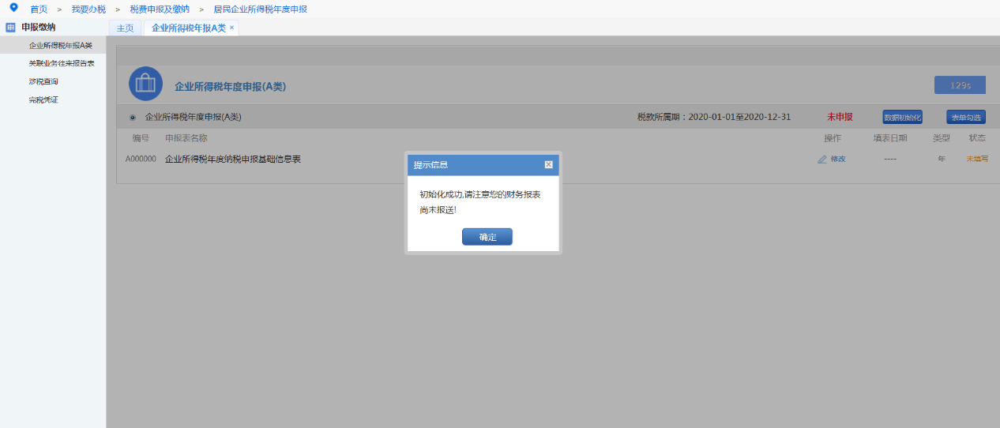 首页 > 我要办税 > 税费申报及缴纳 > 居民企业所得税年度申报
申报缴纳
主页
企业所得税年报A类 ×
企业所得税年报A类
关联业务往来报告表
涉税查询
完税凭证
企业所得税年度申报(A类)
129s
企业所得税年度申报(A类)
税款所属期：2020-01-01至2020-12-31
未申报
数据初始化
表单勾选
编号 申报表名称 操作 填表日期 类型 状态
A000000 企业所得税年度纳税申报基础信息表 修改 ---- 年 未填写
提示信息
初始化成功,请注意您的财务报表
尚未报送!
确定